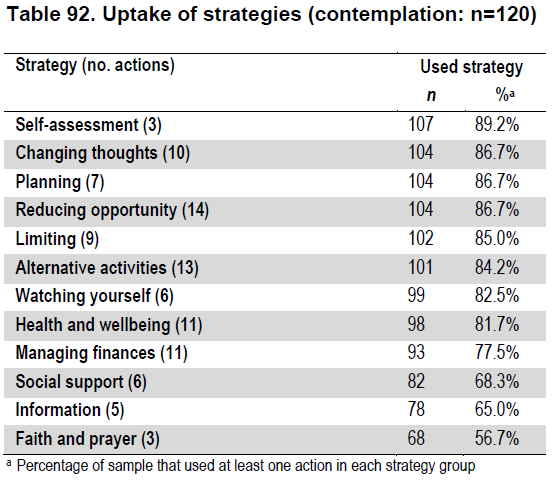 Table 92. Uptake of strategies (contemplation: n=120)
Strategy (no. actions) Used strategy
n %ᵃ
Self-assessment (3) 107 89.2%
Changing thoughts (10) 104 86.7%
Planning (7) 104 86.7%
Reducing opportunity (14) 104 86.7%
Limiting (9) 102 85.0%
Alternative activities (13) 101 84.2%
Watching yourself (6) 99 82.5%
Health and wellbeing (11) 98 81.7%
Managing finances (11) 93 77.5%
Social support (6) 82 68.3%
Information (5) 78 65.0%
Faith and prayer (3) 68 56.7%
ᵃ Percentage of sample that used at least one action in each strategy group